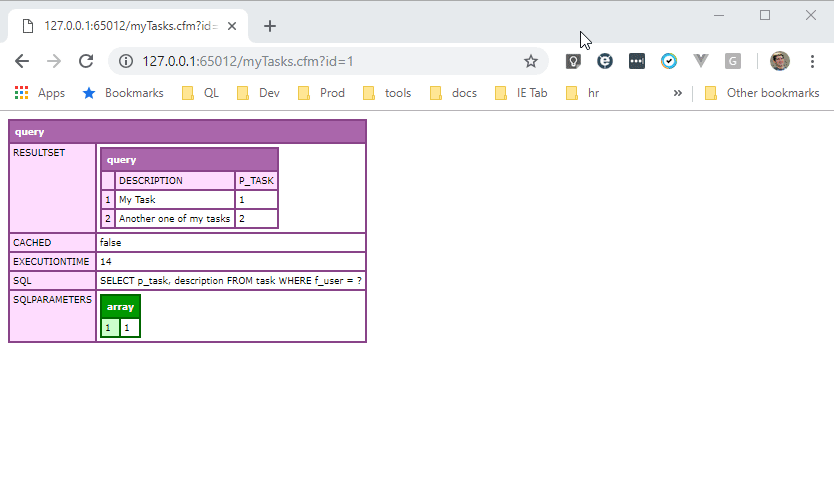 127.0.0.1:65012/myTasks.cfm?id=
127.0.0.1:65012/myTasks.cfm?id=1
Apps Bookmarks QL Dev Prod tools docs IE Tab hr » Other bookmarks
query
RESULTSET
query
DESCRIPTION P_TASK
1 My Task 1
2 Another one of my tasks 2
CACHED false
EXECUTIONTIME 14
SQL SELECT p_task, description FROM task WHERE f_user = ?
SQLPARAMETERS
array
1 1